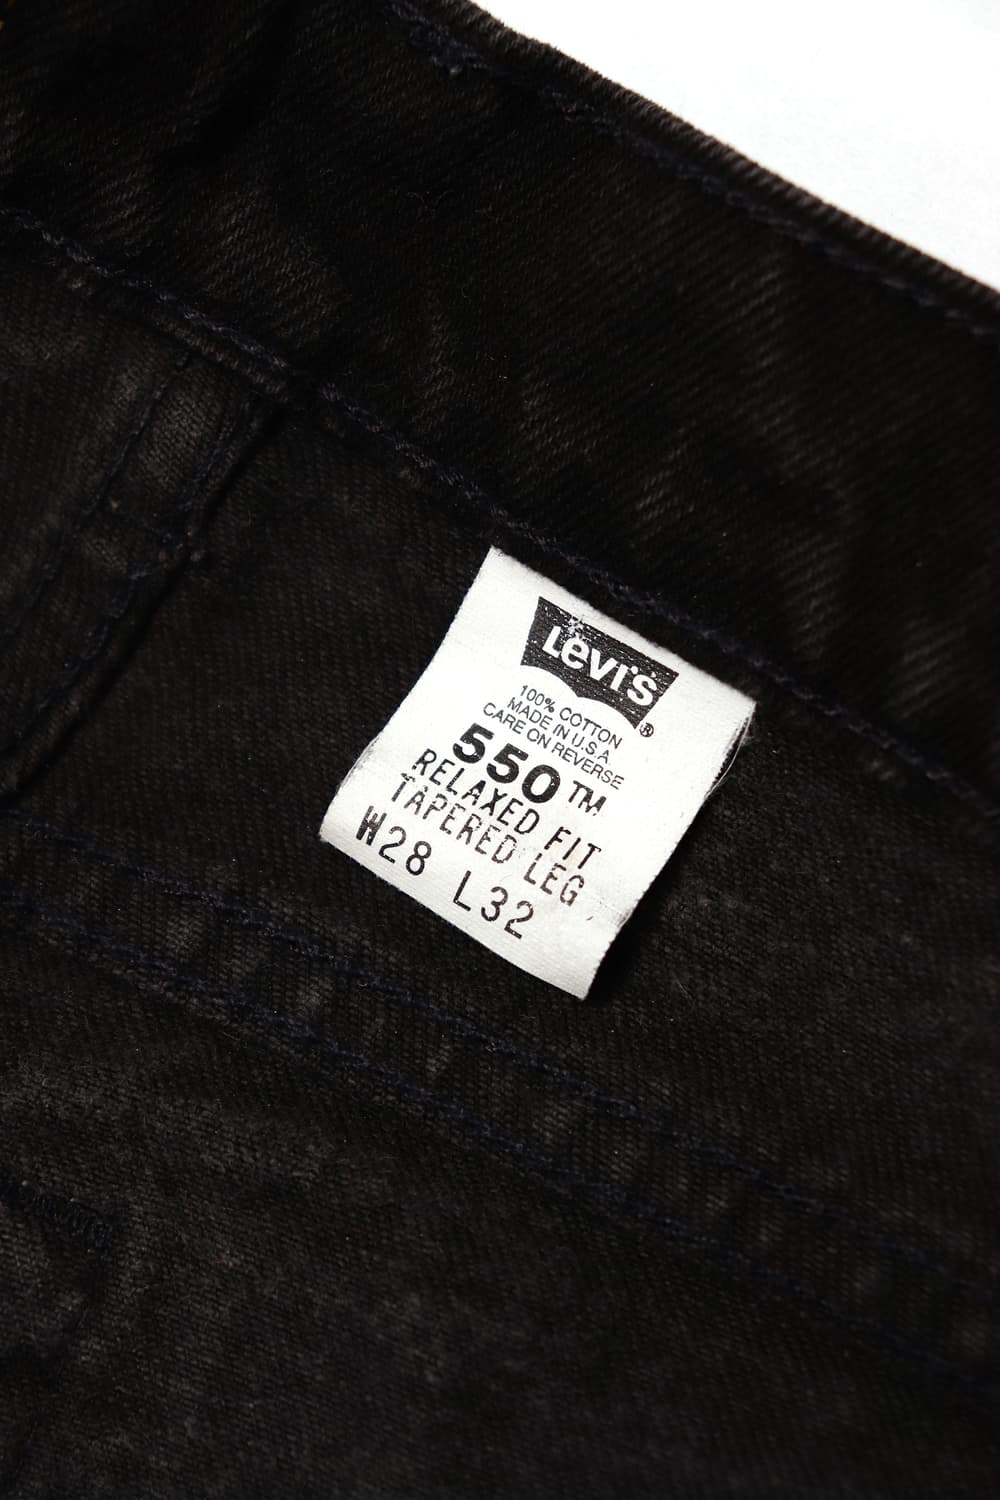 Levi's ®
100% COTTON
MADE IN U.S.A
CARE ON REVERSE
550™
RELAXED FIT
TAPERED LEG
W28 L32